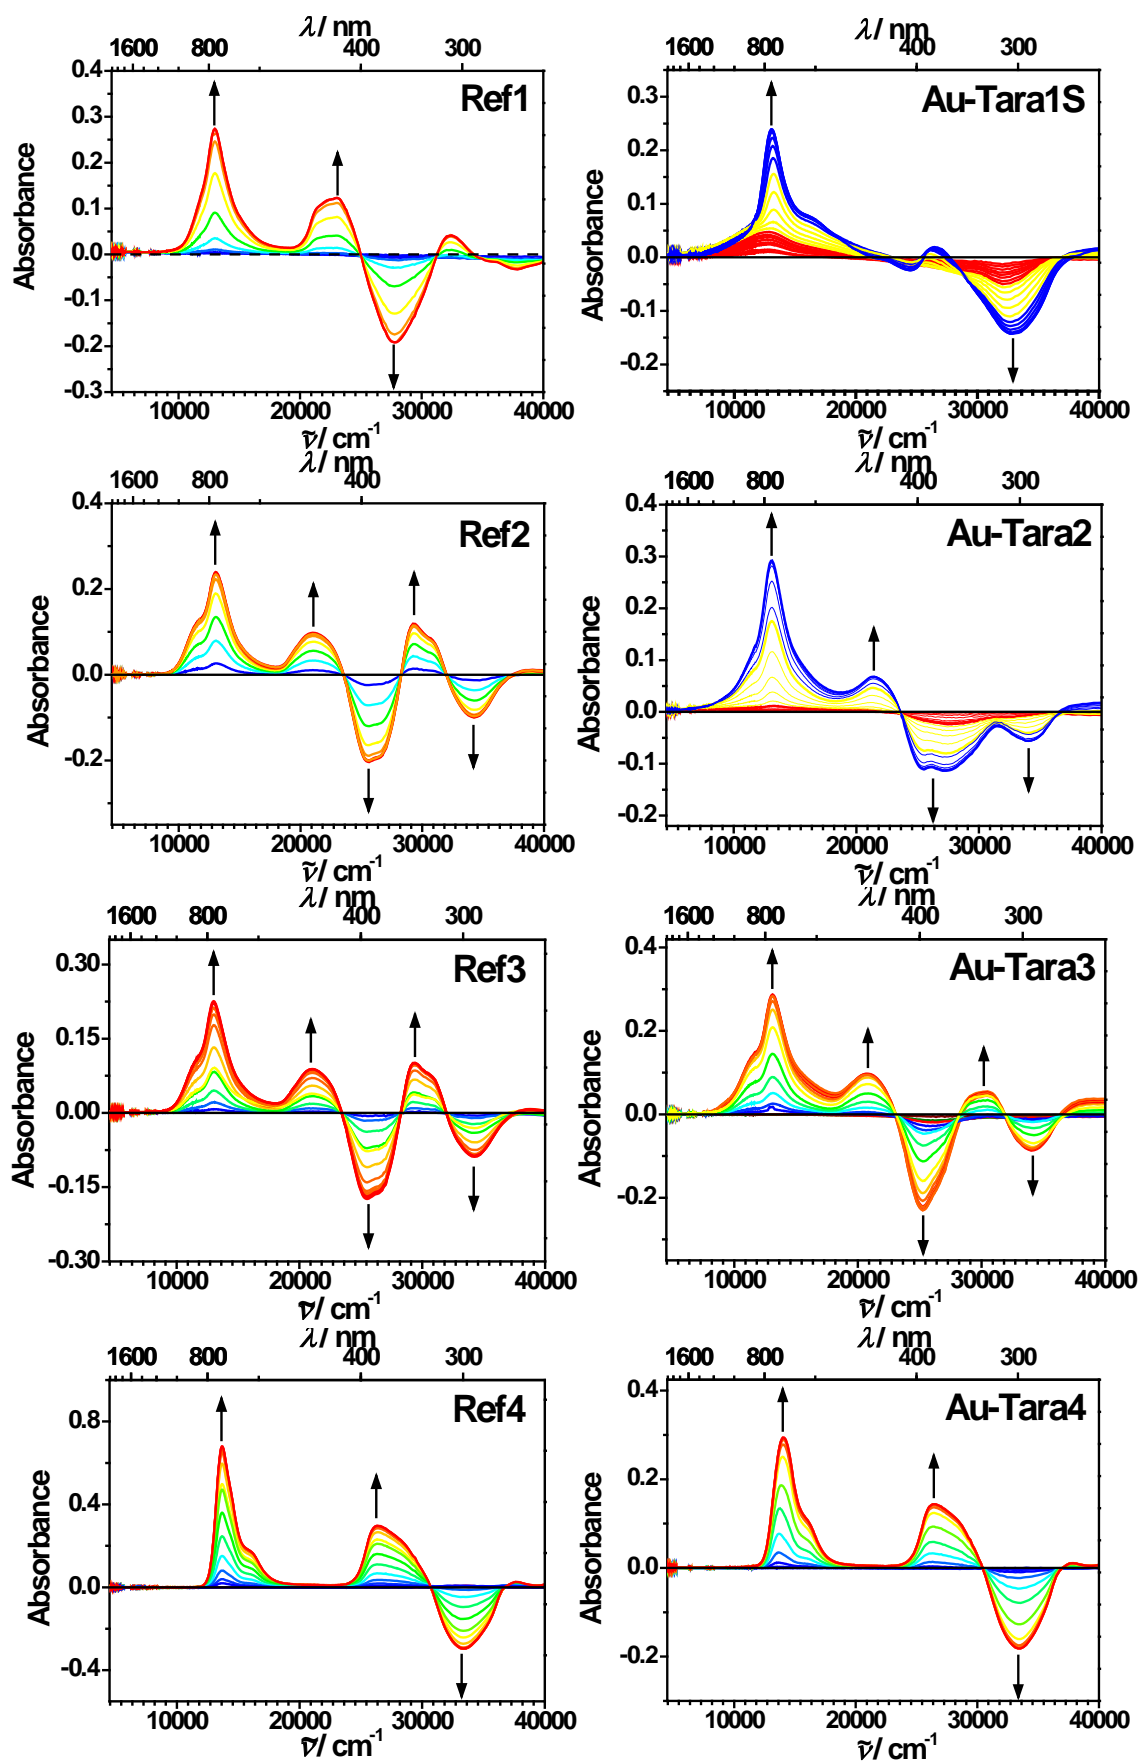 λ/ nm
1600 800 400 300
0.4
0.3
0.2
0.1
0.0
-0.1
-0.2
-0.3
Absorbance
Ref1
10000 20000 30000 40000
ṽ/ cm⁻¹
λ/ nm
1600 800 400 300
0.3
0.2
0.1
0.0
-0.1
-0.2
Absorbance
Au-Tara1S
10000 20000 30000 40000
ṽ/ cm⁻¹
λ/ nm
1600 800 400
0.4
0.2
0.0
-0.2
Absorbance
Ref2
10000 20000 30000 40000
ṽ/ cm⁻¹
λ/ nm
1600 800 400 300
0.4
0.3
0.2
0.1
0.0
-0.1
-0.2
Absorbance
Au-Tara2
10000 20000 30000 40000
ṽ/ cm⁻¹
λ/ nm
1600 800 400 300
0.30
0.15
0.00
-0.15
-0.30
Absorbance
Ref3
10000 20000 30000 40000
ṽ/ cm⁻¹
λ/ nm
1600 800 400 300
0.4
0.2
0.0
-0.2
Absorbance
Au-Tara3
10000 20000 30000 40000
ṽ/ cm⁻¹
λ/ nm
1600 800 400 300
0.8
0.4
0.0
-0.4
Absorbance
Ref4
10000 20000 30000 40000
ṽ/ cm⁻¹
λ/ nm
1600 800 400 300
0.4
0.2
0.0
-0.2
Absorbance
Au-Tara4
10000 20000 30000 40000
ṽ/ cm⁻¹